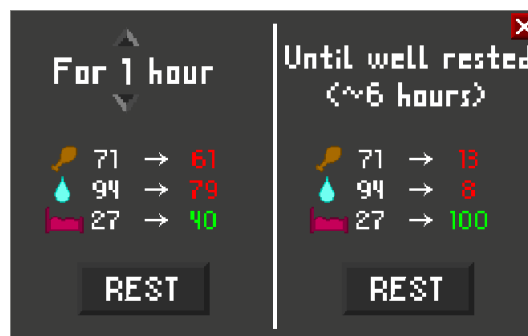 For 1 hour
71 → 61
94 → 79
27 → 40
REST
Until well rested
(~6 hours)
71 → 13
94 → 8
27 → 100
REST